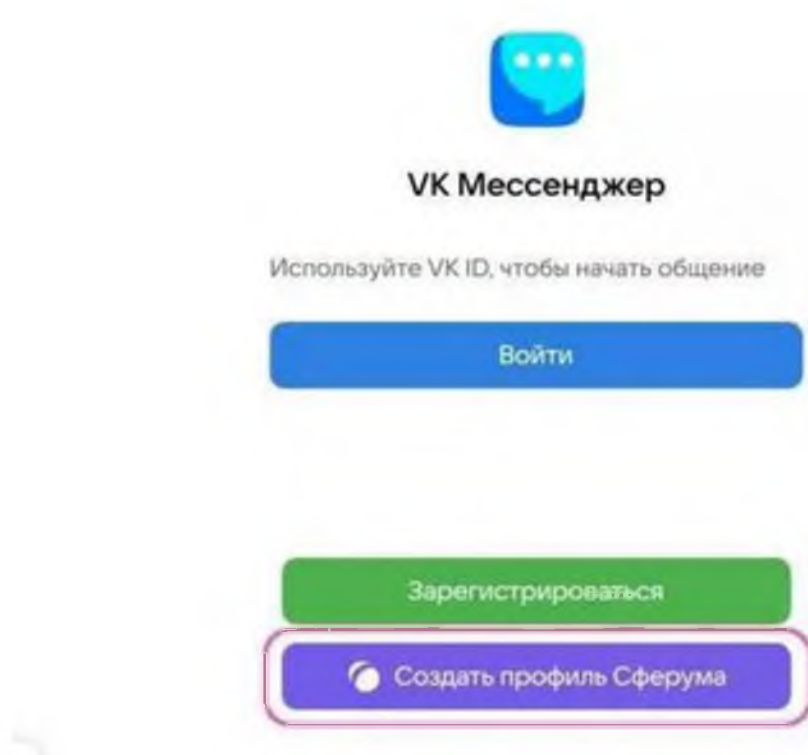 VK Мессенджер
Используйте VK ID, чтобы начать общение
Войти
Зарегистрироваться
Создать профиль Сферума